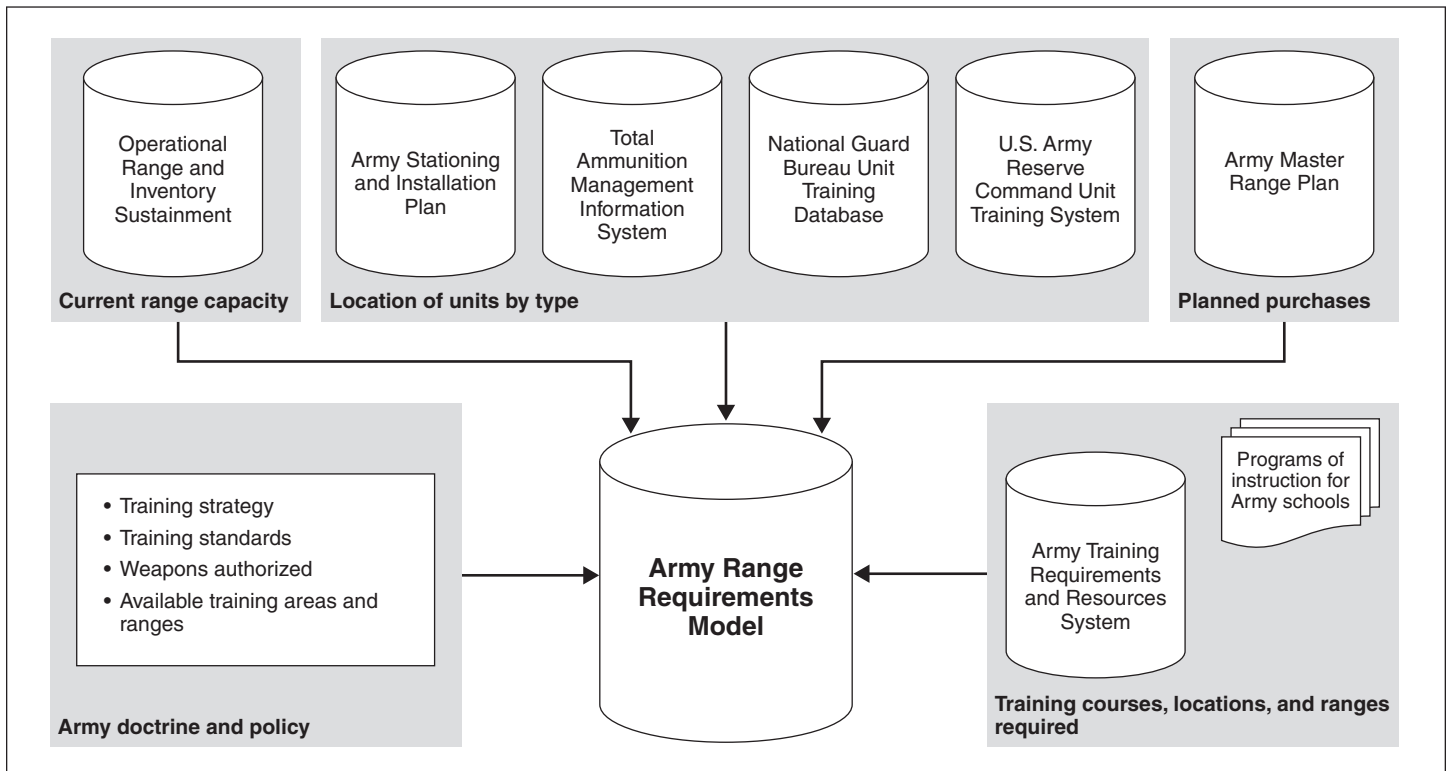 Operational
Range and
Inventory
Sustainment
Current range capacity
Army Stationing
and Installation
Plan
Total
Ammunition
Management
Information
System
National Guard
Bureau Unit
Training
Database
U.S. Army
Reserve
Command Unit
Training System
Location of units by type
Army Master
Range Plan
Planned purchases
• Training strategy
• Training standards
• Weapons authorized
• Available training areas and
ranges
Army doctrine and policy
Army Range
Requirements
Model
Army Training
Requirements
and Resources
System
Programs of
instruction for
Army schools
Training courses, locations, and ranges
required